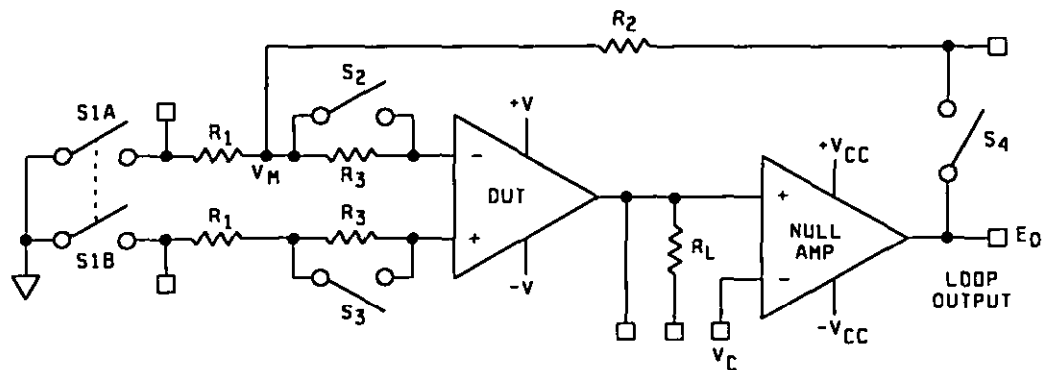 R2
S2
+V
S1A
R1
VM
R3
-
DUT
+
S1B
R1
R3
S3
-V
RL
+VCC
+
NULL
AMP
-
VC
-VCC
S4
EO
LOOP
OUTPUT